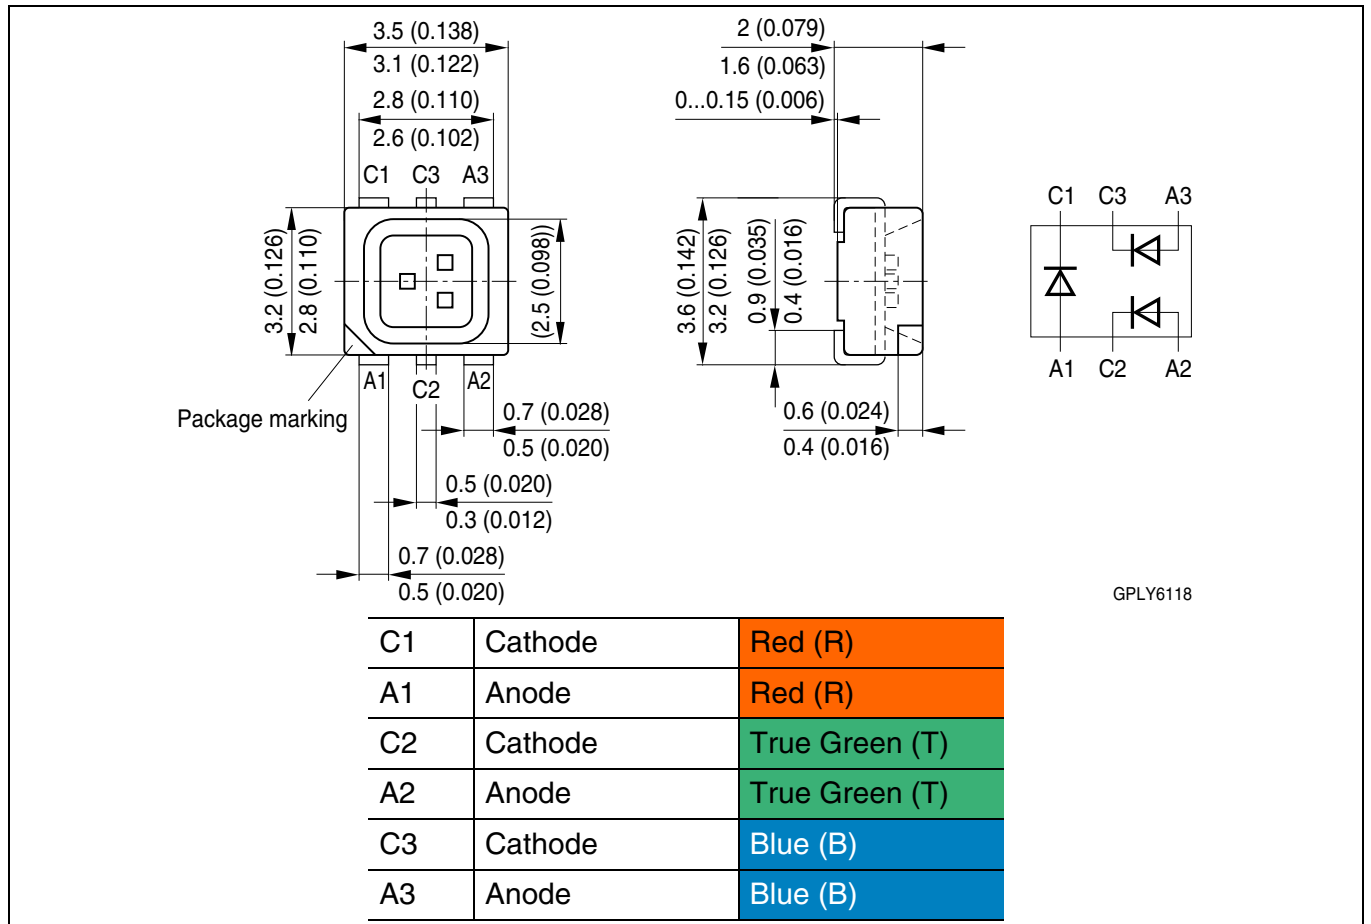 3.5 (0.138)
3.1 (0.122)
2.8 (0.110)
2.6 (0.102)
C1 C3 A3
3.2 (0.126)
2.8 (0.110)
(2.5 (0.098))
A1 C2 A2
Package marking
0.7 (0.028)
0.5 (0.020)
0.5 (0.020)
0.3 (0.012)
0.7 (0.028)
0.5 (0.020)
2 (0.079)
1.6 (0.063)
0...0.15 (0.006)
3.6 (0.142)
3.2 (0.126)
0.9 (0.035)
0.4 (0.016)
0.6 (0.024)
0.4 (0.016)
C1 C3 A3
A1 C2 A2
GPLY6118
C1 Cathode Red (R)
A1 Anode Red (R)
C2 Cathode True Green (T)
A2 Anode True Green (T)
C3 Cathode Blue (B)
A3 Anode Blue (B)